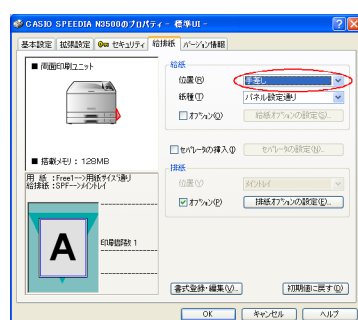 CASIO SPEEDIA N3500のプロパティ - 標準UI -
基本設定 拡張設定 セキュリティ 給排紙 バージョン情報
■ 両面印刷ユニット
■ 搭載メモリ : 128MB
用 紙 :Free1-->用紙サイズ通り
給排紙 :SPF-->メイントレイ
A
印刷部数 1
給紙
位置(R) 手差し
紙種(T) パネル設定通り
オプション(Q) 給紙オプションの設定(G)...
セパレータの挿入(I) セパレータの設定(N)...
排紙
位置(Y) メイントレイ
オプション(P) 排紙オプションの設定(E)...
書式登録・編集(V)... 初期値に戻す(D)
OK キャンセル ヘルプ